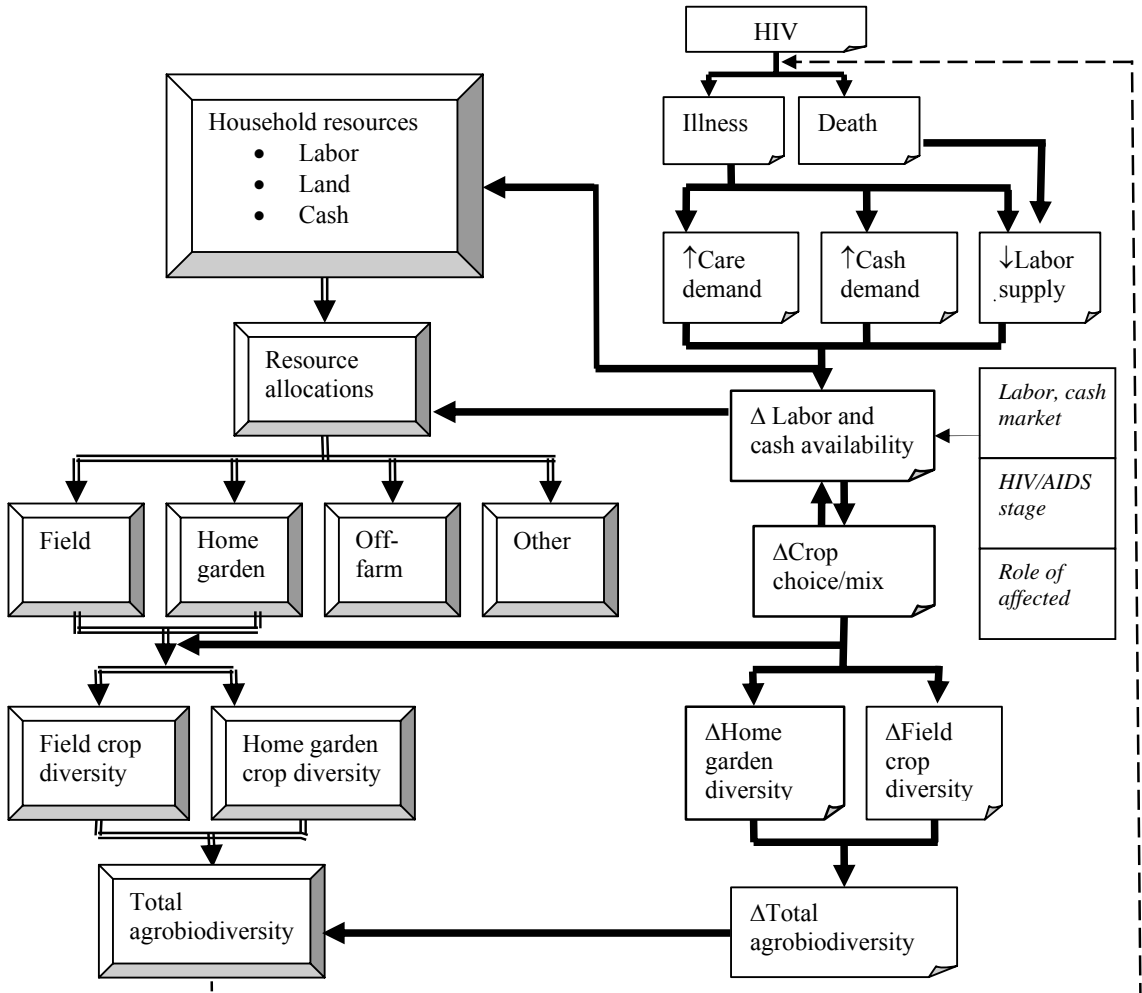 HIV
Household resources
• Labor
• Land
• Cash
Illness
Death
↑Care
demand
↑Cash
demand
↓Labor
supply
Resource
allocations
Δ Labor and
cash availability
Labor, cash
market
HIV/AIDS
stage
Role of
affected
Field
Home
garden
Off-
farm
Other
ΔCrop
choice/mix
Field crop
diversity
Home garden
crop diversity
ΔHome
garden
diversity
ΔField
crop
diversity
Total
agrobiodiversity
ΔTotal
agrobiodiversity